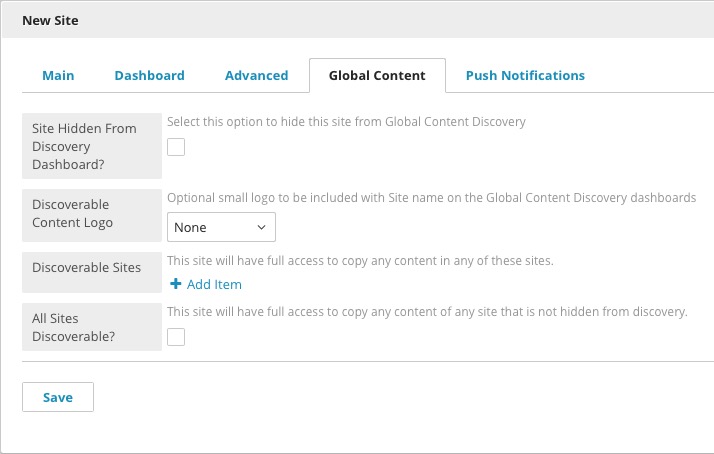 New Site
Main Dashboard Advanced Global Content Push Notifications
Site Hidden From
Discovery
Dashboard?
Select this option to hide this site from Global Content Discovery
Discoverable
Content Logo
Optional small logo to be included with Site name on the Global Content Discovery dashboards
None
Discoverable Sites
This site will have full access to copy any content in any of these sites.
Add Item
All Sites
Discoverable?
This site will have full access to copy any content of any site that is not hidden from discovery.
Save